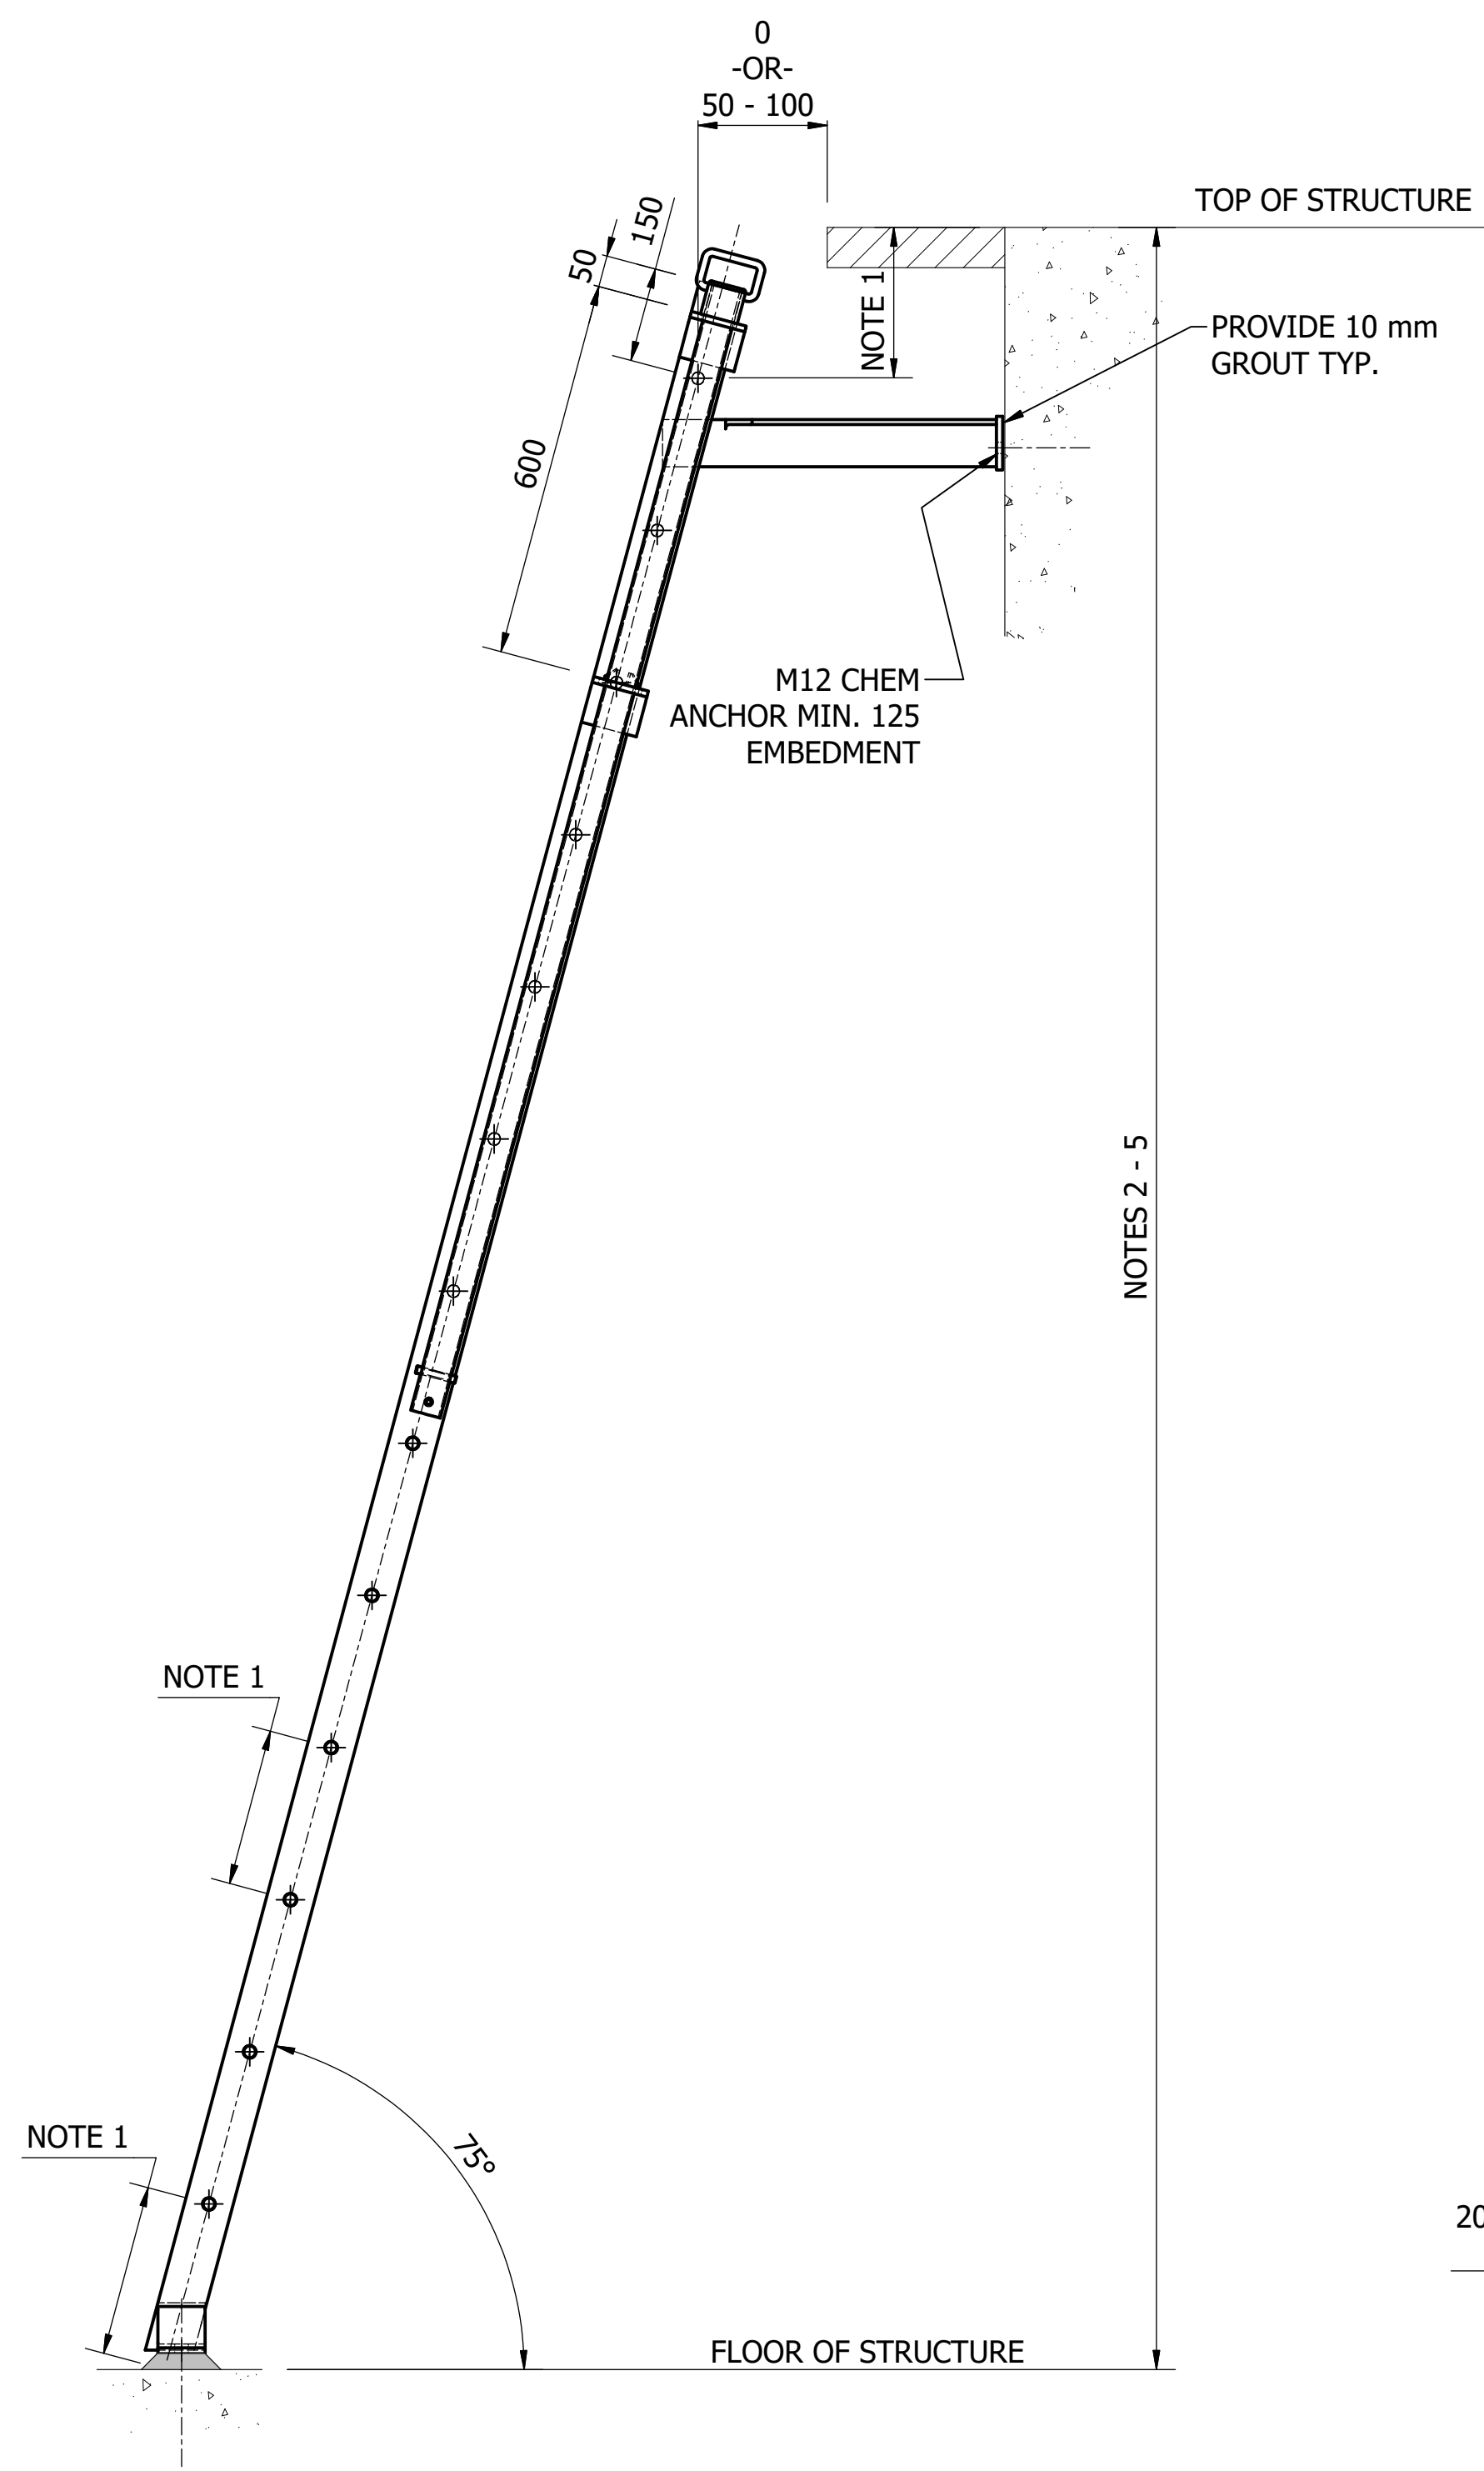 0
-OR-
50 - 100
TOP OF STRUCTURE
150
50
NOTE 1
PROVIDE 10 mm
GROUT TYP.
600
M12 CHEM
ANCHOR MIN. 125
EMBEDMENT
NOTES 2 - 5
NOTE 1
NOTE 1
75°
20
FLOOR OF STRUCTURE